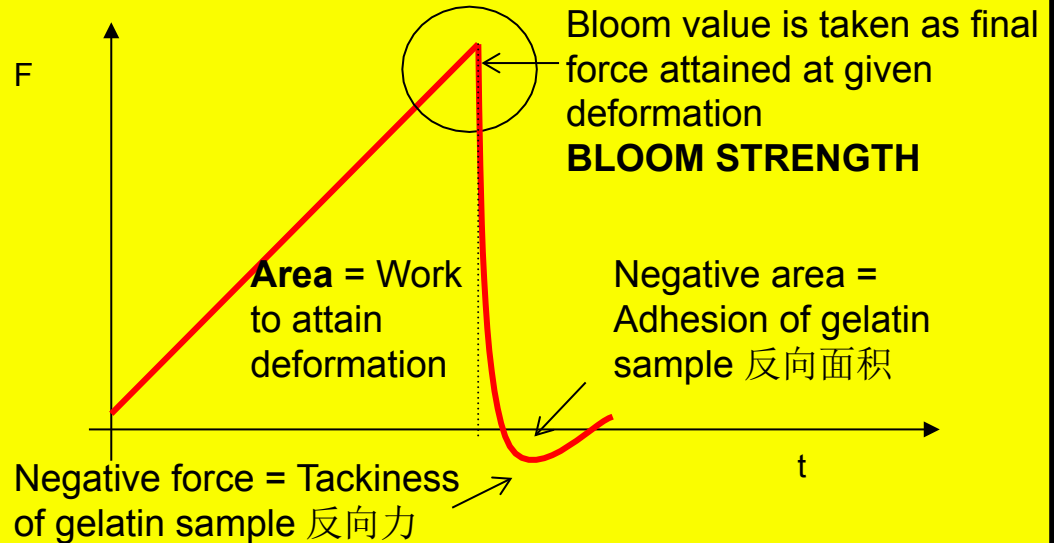 F
Bloom value is taken as final
force attained at given
deformation
BLOOM STRENGTH
Area = Work
to attain
deformation
Negative area =
Adhesion of gelatin
sample 反向面积
t
Negative force = Tackiness
of gelatin sample 反向力